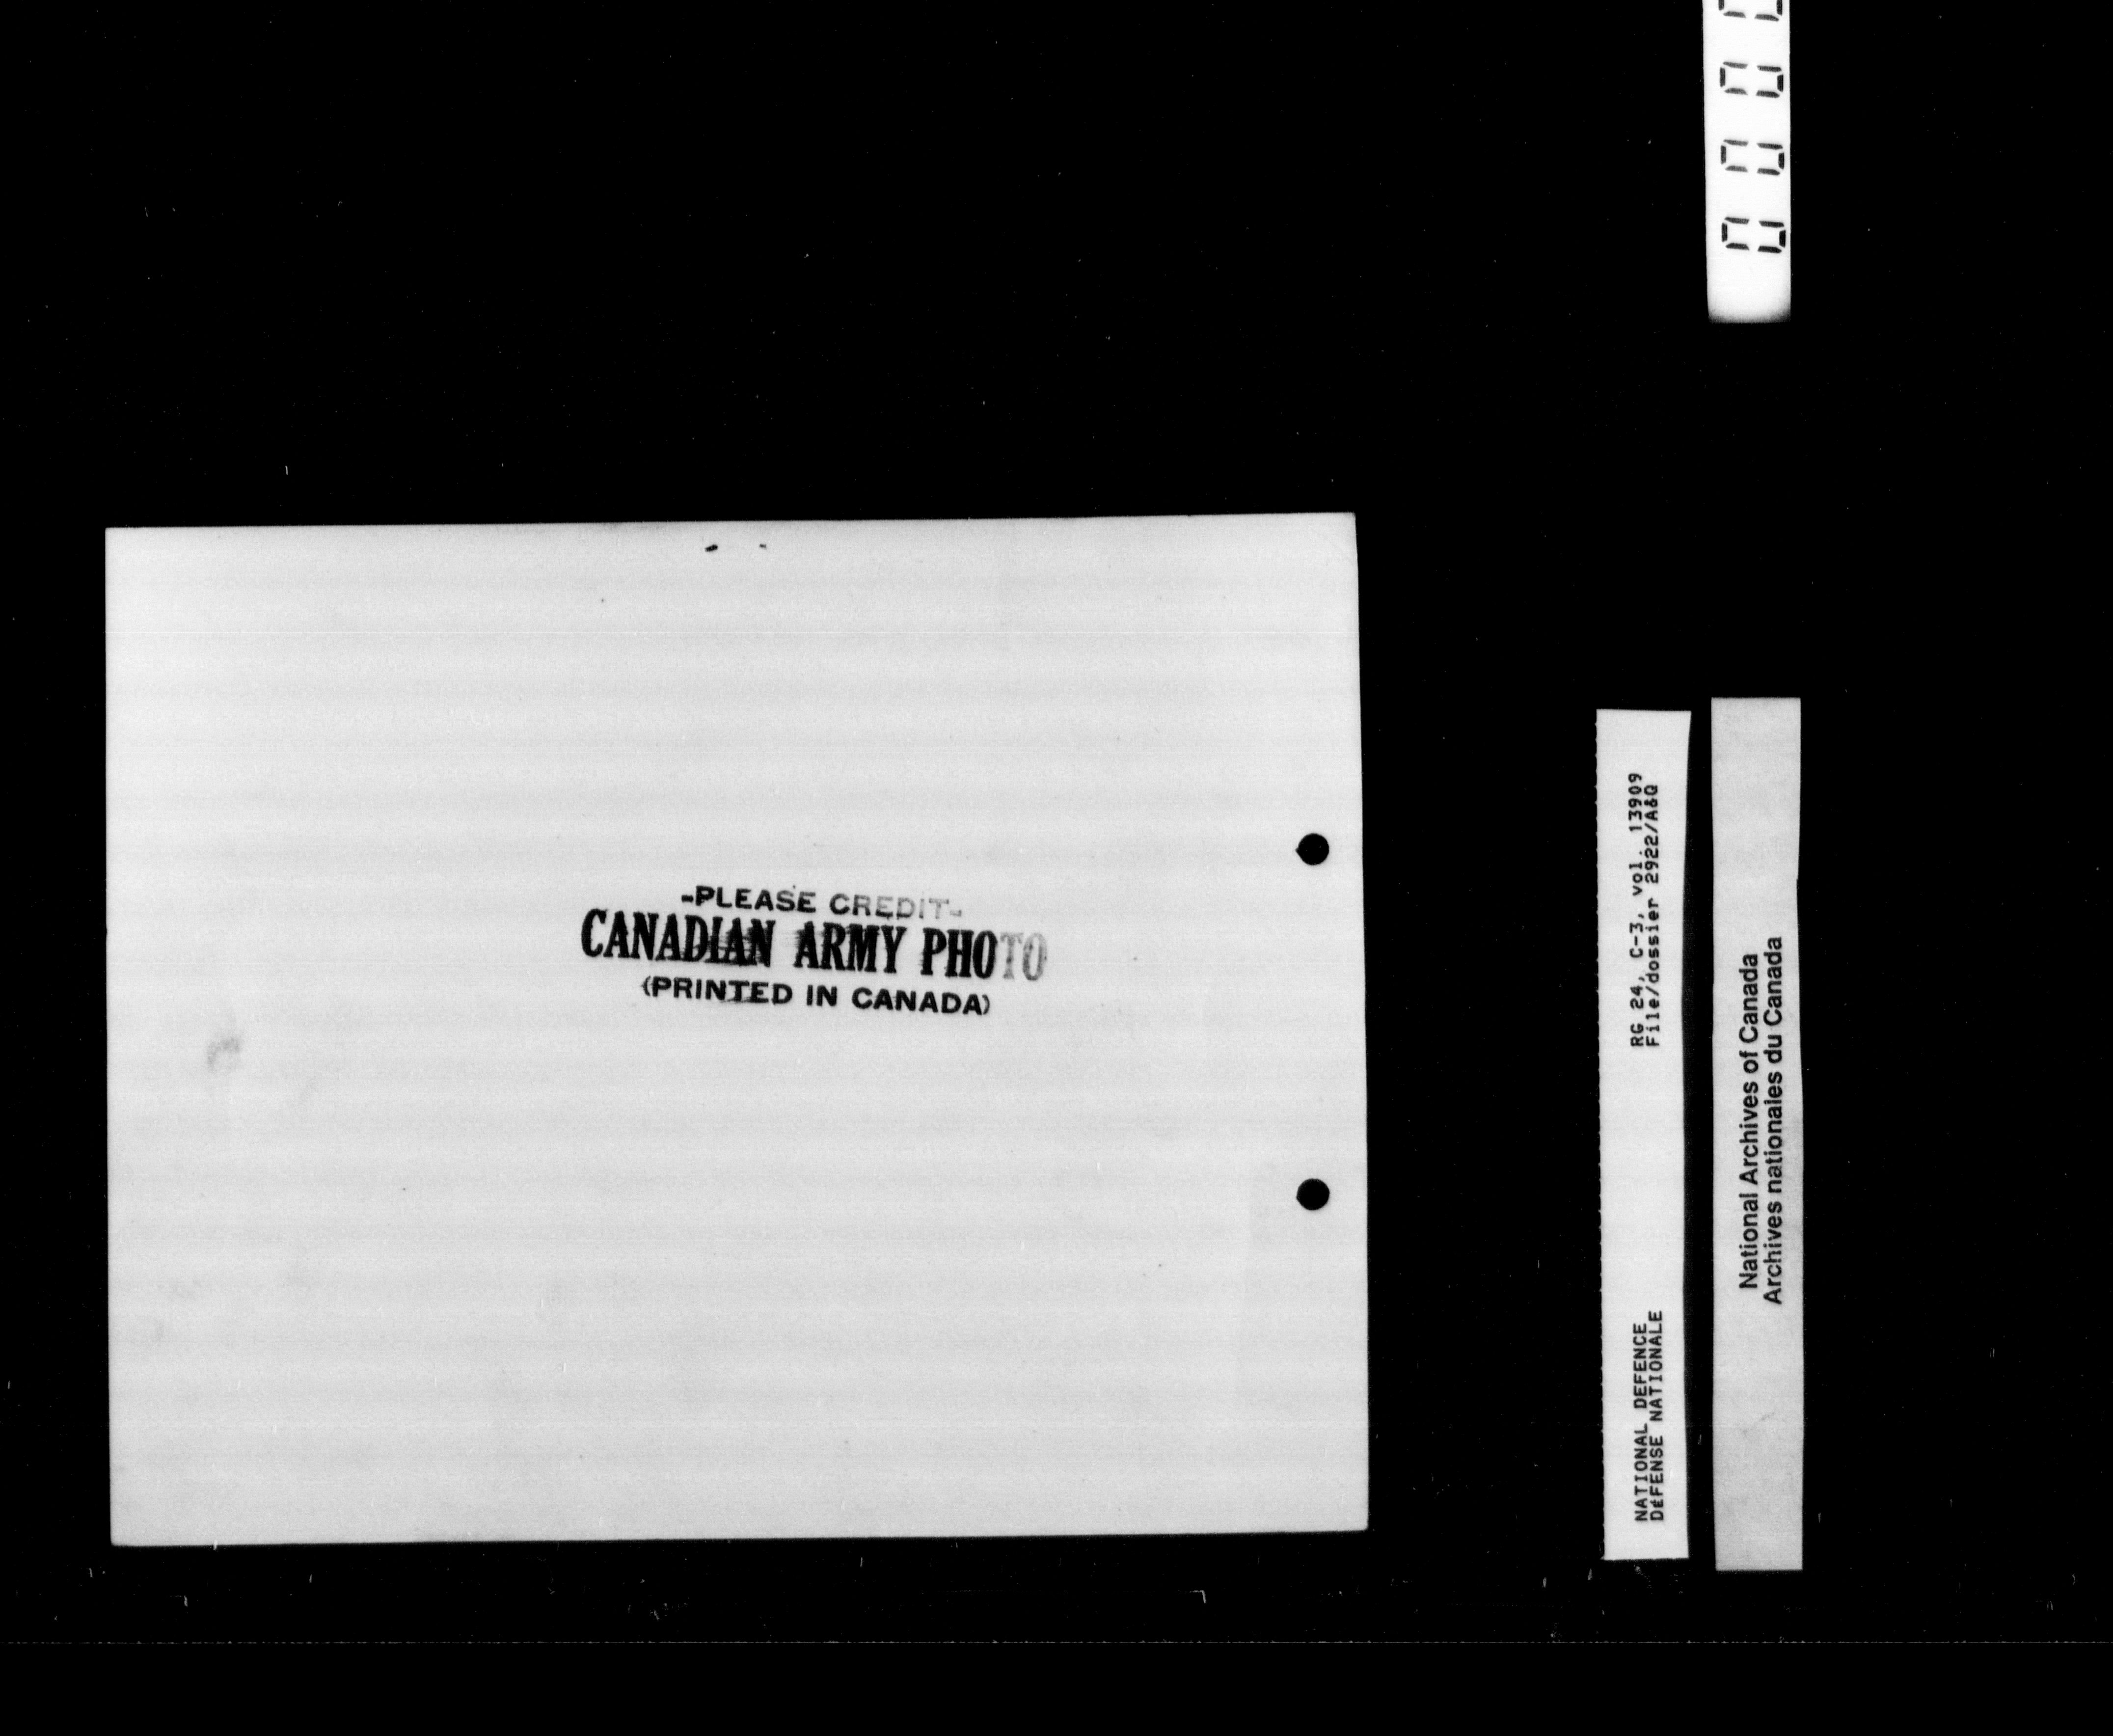 -PLEASE CREDIT-
CANADIAN ARMY PHOTO
(PRINTED IN CANADA)
RG 24, C-3, vol. 13909
File/dossier 2922/A&Q
NATIONAL DEFENCE
DéFENSE NATIONALE
National Archives of Canada
Archives nationales du Canada